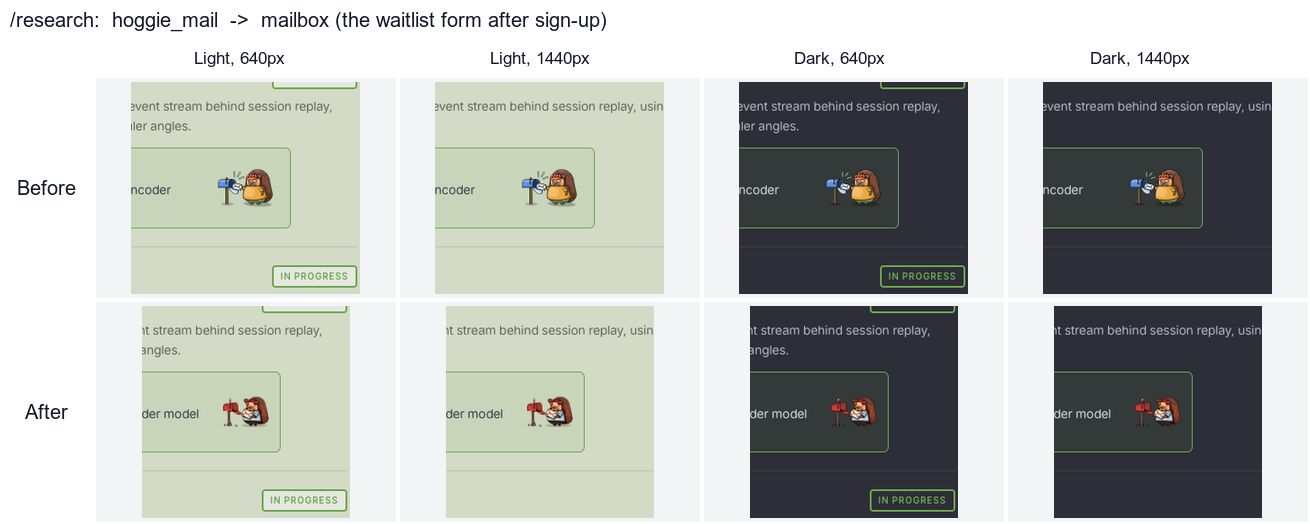 /research: hoggie_mail -> mailbox (the waitlist form after sign-up)
Light, 640px
Light, 1440px
Dark, 640px
Dark, 1440px
Before
event stream behind session replay,
ler angles.
ncoder
IN PROGRESS
event stream behind session replay, usin
ncoder
event stream behind session replay,
ler angles.
ncoder
IN PROGRESS
event stream behind session replay, usin
ncoder
After
nt stream behind session replay,
angles.
der model
IN PROGRESS
nt stream behind session replay, usin
der model
nt stream behind session replay,
angles.
der model
IN PROGRESS
nt stream behind session replay, usin
der model